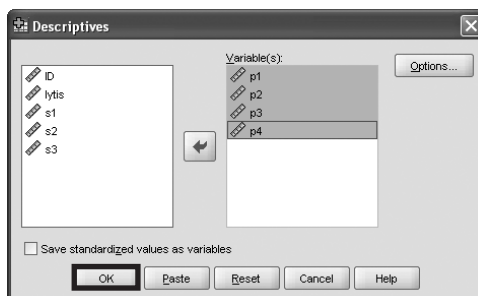 Descriptives
ID
lytis
s1
s2
s3
Variable(s):
p1
p2
p3
p4
Options...
Save standardized values as variables
OK
Paste
Reset
Cancel
Help